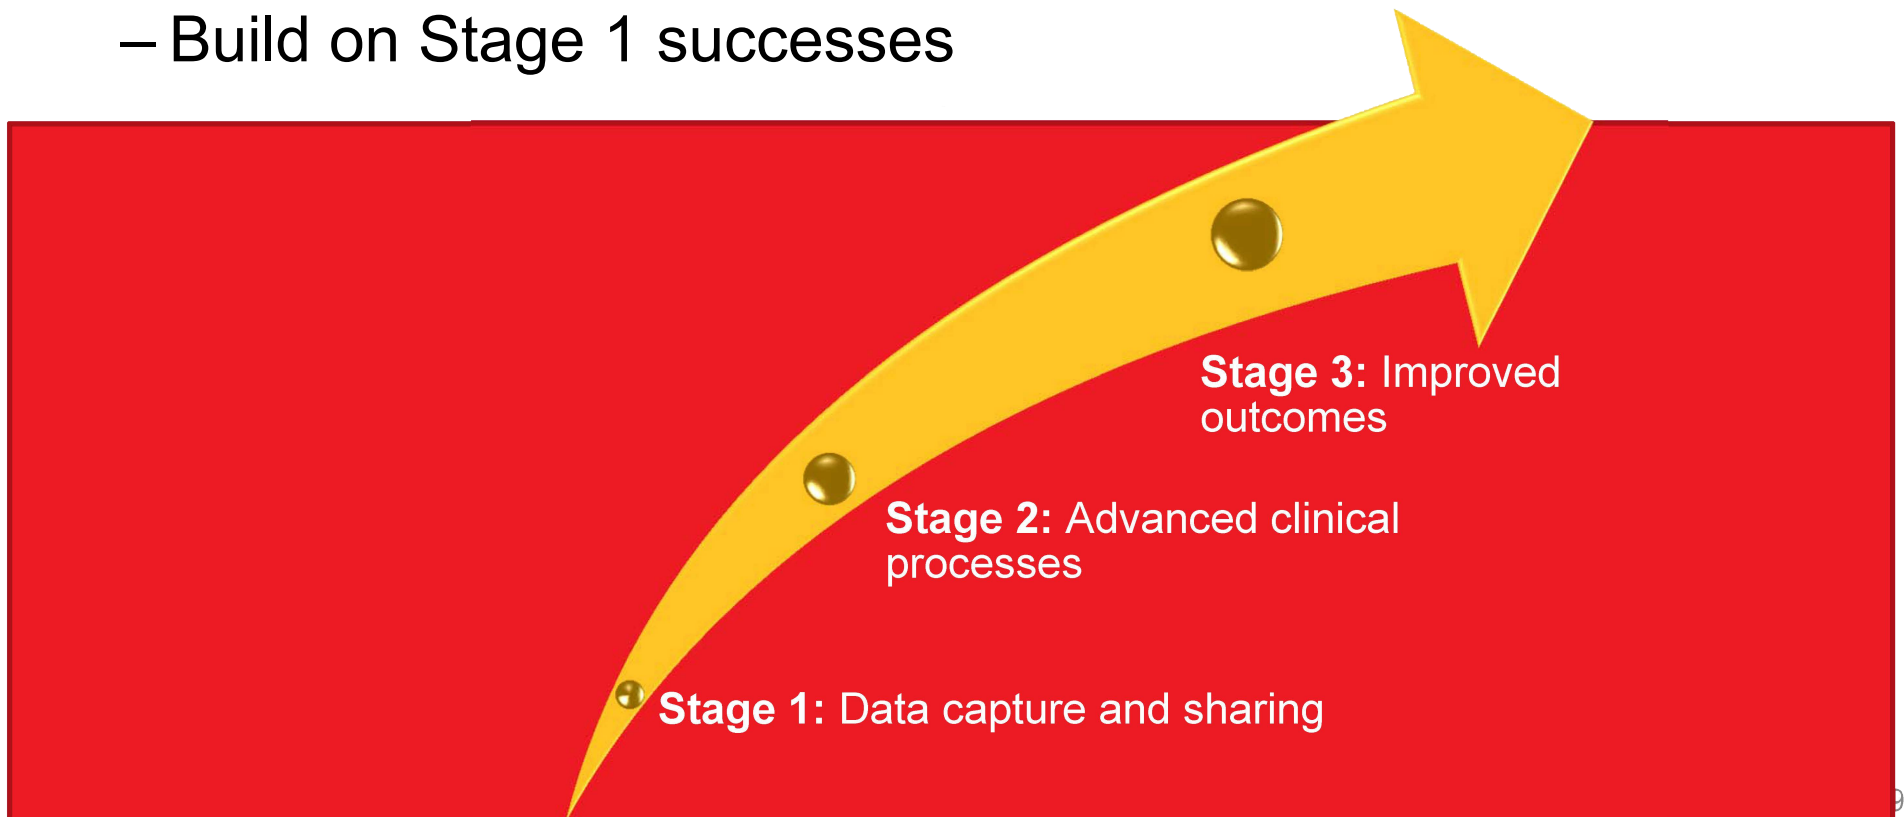 – Build on Stage 1 successes
Stage 3: Improved
outcomes
Stage 2: Advanced clinical
processes
Stage 1: Data capture and sharing
9